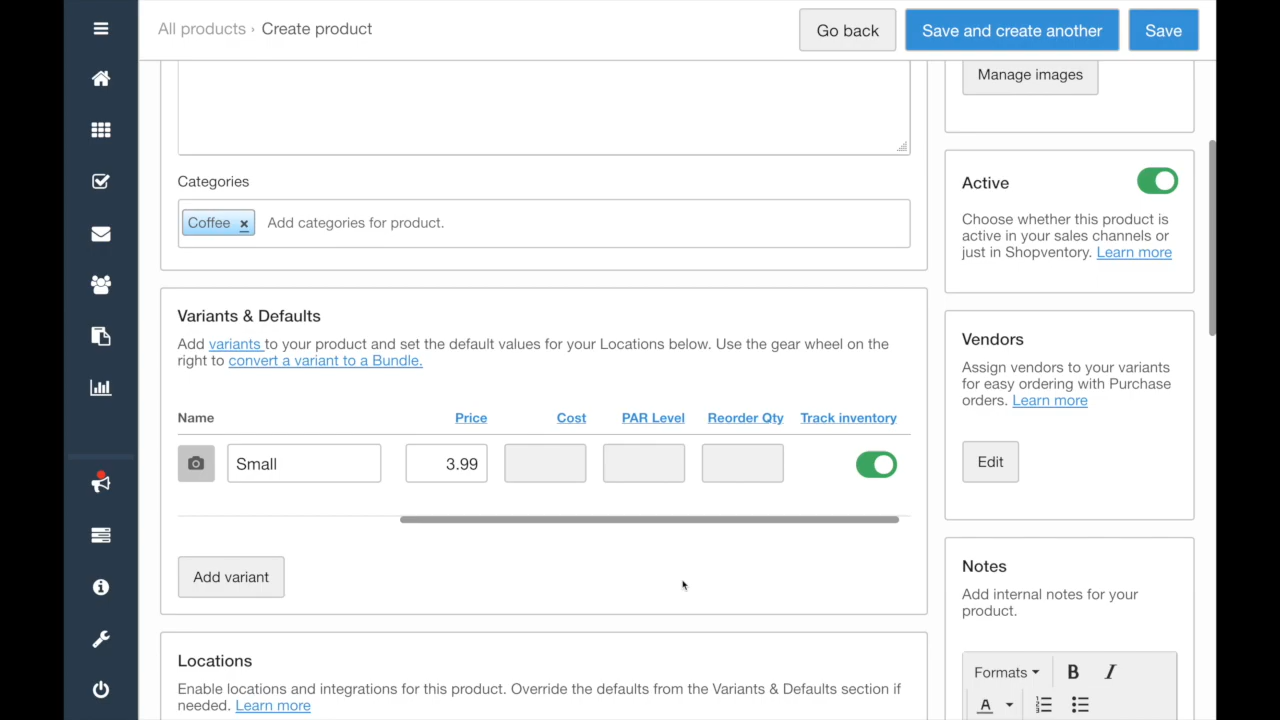 All products › Create product
Go back
Save and create another
Save
Manage images
Categories
Coffee x
Add categories for product.
Active
Choose whether this product is
active in your sales channels or
just in Shopventory. Learn more
Variants & Defaults
Add variants to your product and set the default values for your Locations below. Use the gear wheel on the
right to convert a variant to a Bundle.
Name
Price
Cost
PAR Level
Reorder Qty
Track inventory
Small
3.99
Add variant
Vendors
Assign vendors to your variants
for easy ordering with Purchase
orders. Learn more
Edit
Locations
Enable locations and integrations for this product. Override the defaults from the Variants & Defaults section if
needed. Learn more
Notes
Add internal notes for your
product.
Formats
B
I
A